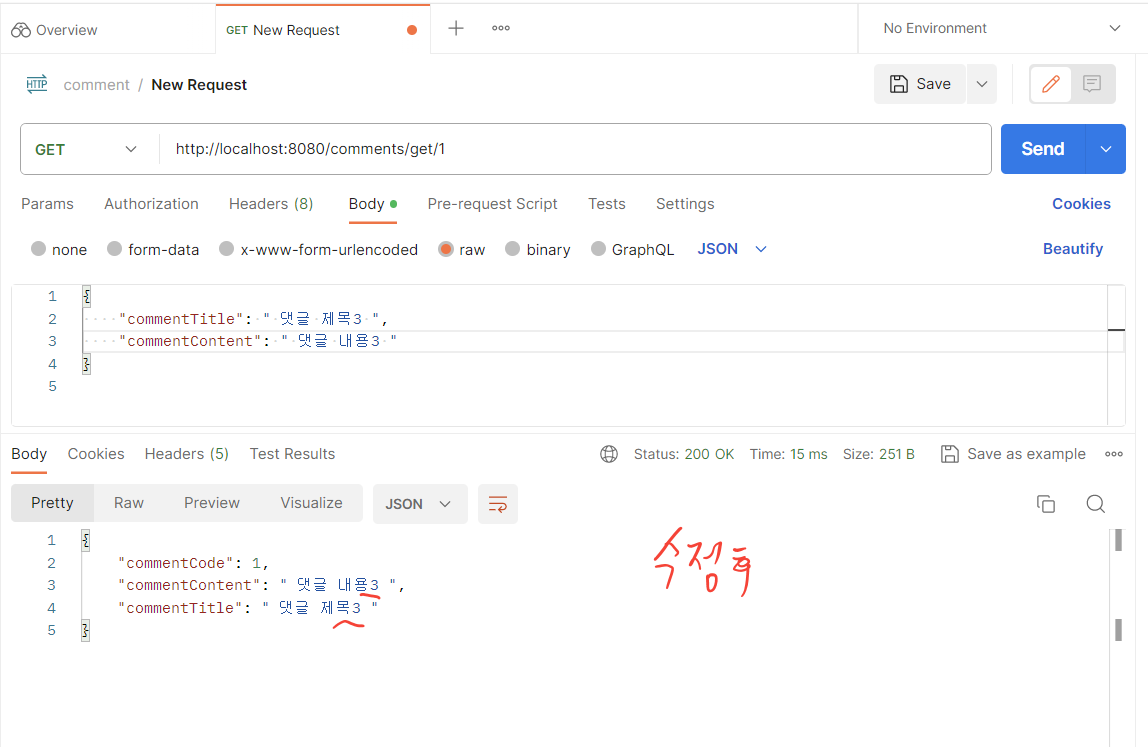 Overview
GET New Request
No Environment
HTTP comment / New Request
Save
GET http://localhost:8080/comments/get/1
Send
Params Authorization Headers (8) Body Pre-request Script Tests Settings Cookies
none form-data x-www-form-urlencoded raw binary GraphQL JSON Beautify
1 {
2 "commentTitle": " 댓글 제목3 ",
3 "commentContent": " 댓글 내용3 "
4 }
5
Body Cookies Headers (5) Test Results Status: 200 OK Time: 15 ms Size: 251 B Save as example
Pretty Raw Preview Visualize JSON
1 {
2 "commentCode": 1,
3 "commentContent": " 댓글 내용3 ",
4 "commentTitle": " 댓글 제목3 "
5 }
수정후